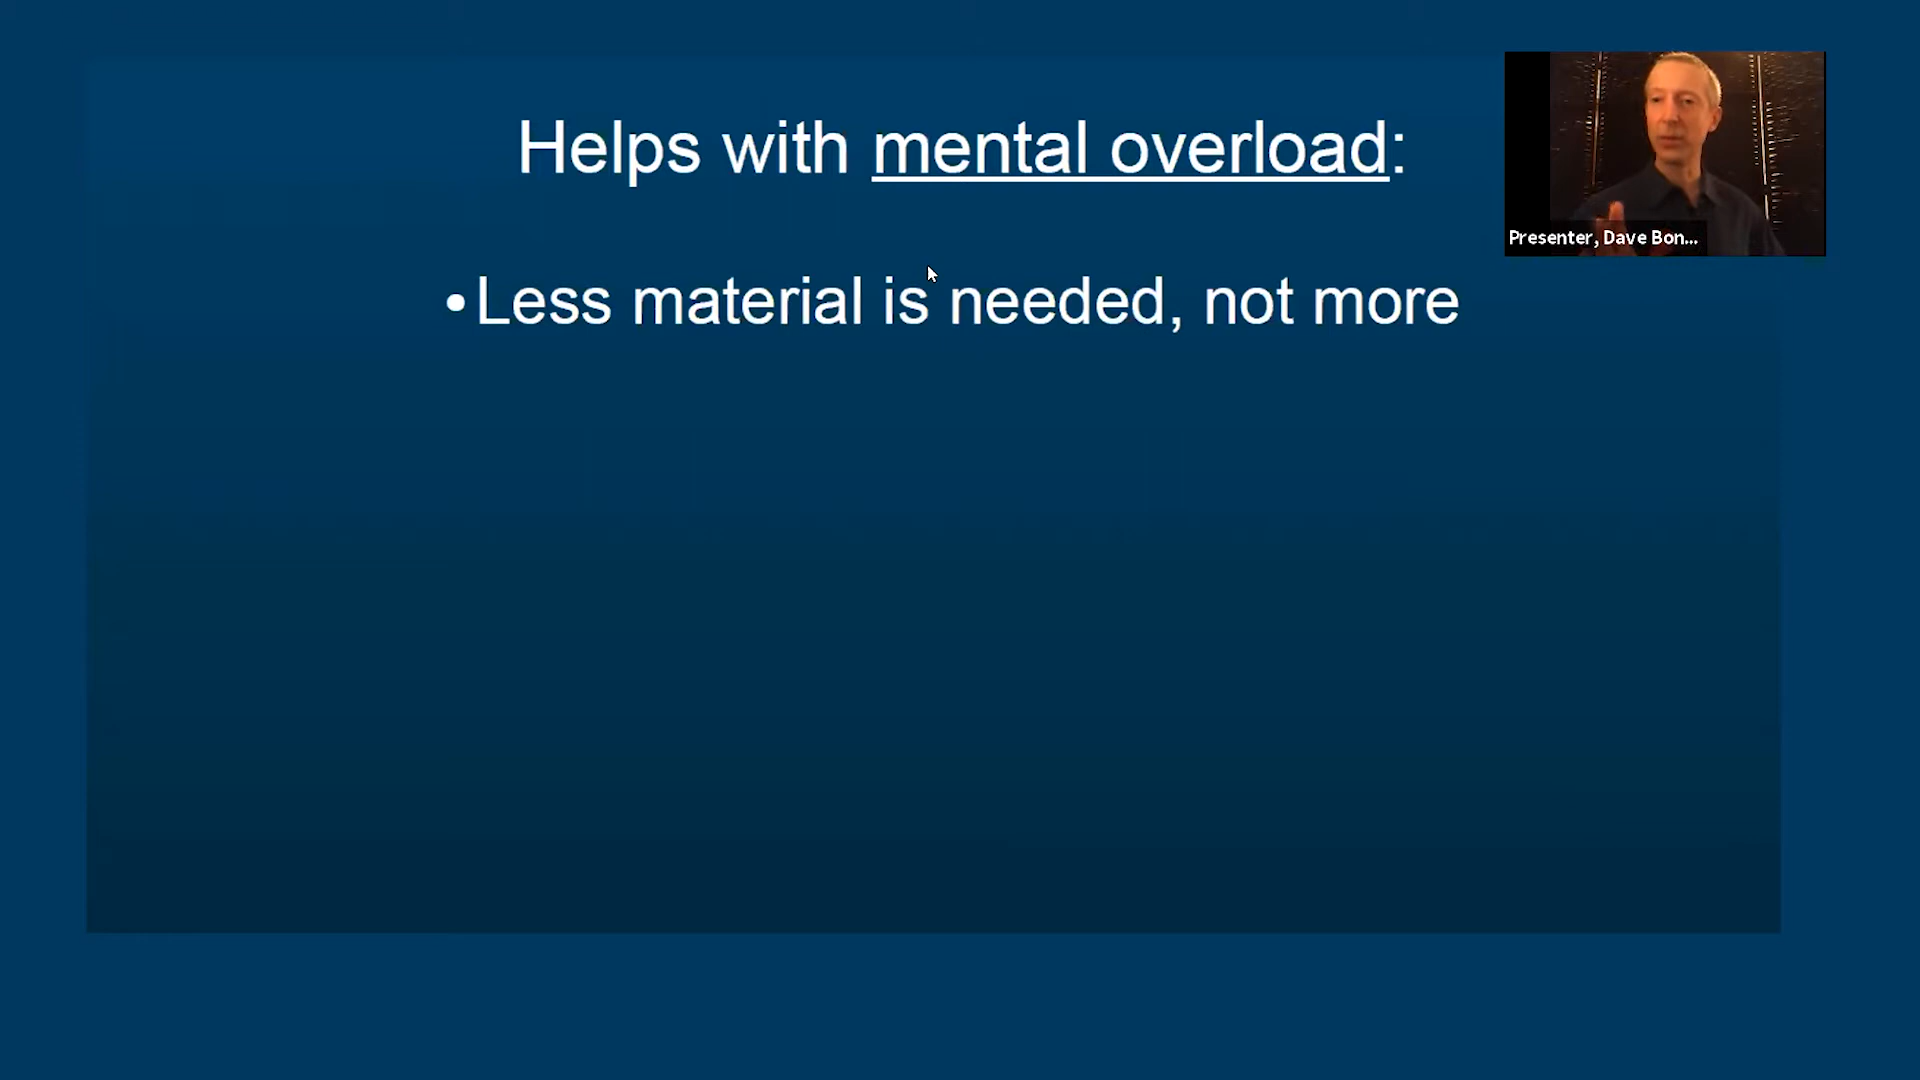 Helps with mental overload:
Presenter, Dave Bon...
•Less material is needed, not more